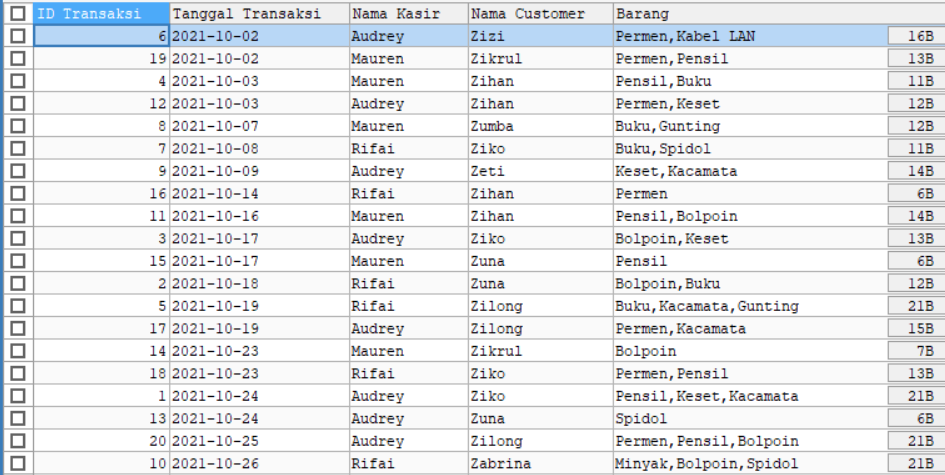 ID Transaksi Tanggal Transaksi Nama Kasir Nama Customer Barang
6 2021-10-02 Audrey Zizi Permen,Kabel LAN 16B
19 2021-10-02 Mauren Zikrul Permen,Pensil 13B
4 2021-10-03 Mauren Zihan Pensil,Buku 11B
12 2021-10-03 Audrey Zihan Permen,Keset 12B
8 2021-10-07 Mauren Zumba Buku,Gunting 12B
7 2021-10-08 Rifai Ziko Buku,Spidol 11B
9 2021-10-09 Audrey Zeti Keset,Kacamata 14B
16 2021-10-14 Rifai Zihan Permen 6B
11 2021-10-16 Mauren Zihan Pensil,Bolpoin 14B
3 2021-10-17 Audrey Ziko Bolpoin,Keset 13B
15 2021-10-17 Mauren Zuna Pensil 6B
2 2021-10-18 Rifai Zuna Bolpoin,Buku 12B
5 2021-10-19 Rifai Zilong Buku,Kacamata,Gunting 21B
17 2021-10-19 Audrey Zilong Permen,Kacamata 15B
14 2021-10-23 Mauren Zikrul Bolpoin 7B
18 2021-10-23 Rifai Ziko Permen,Pensil 13B
1 2021-10-24 Audrey Ziko Pensil,Keset,Kacamata 21B
13 2021-10-24 Audrey Zuna Spidol 6B
20 2021-10-25 Audrey Zilong Permen,Pensil,Bolpoin 21B
10 2021-10-26 Rifai Zabrina Minyak,Bolpoin,Spidol 21B